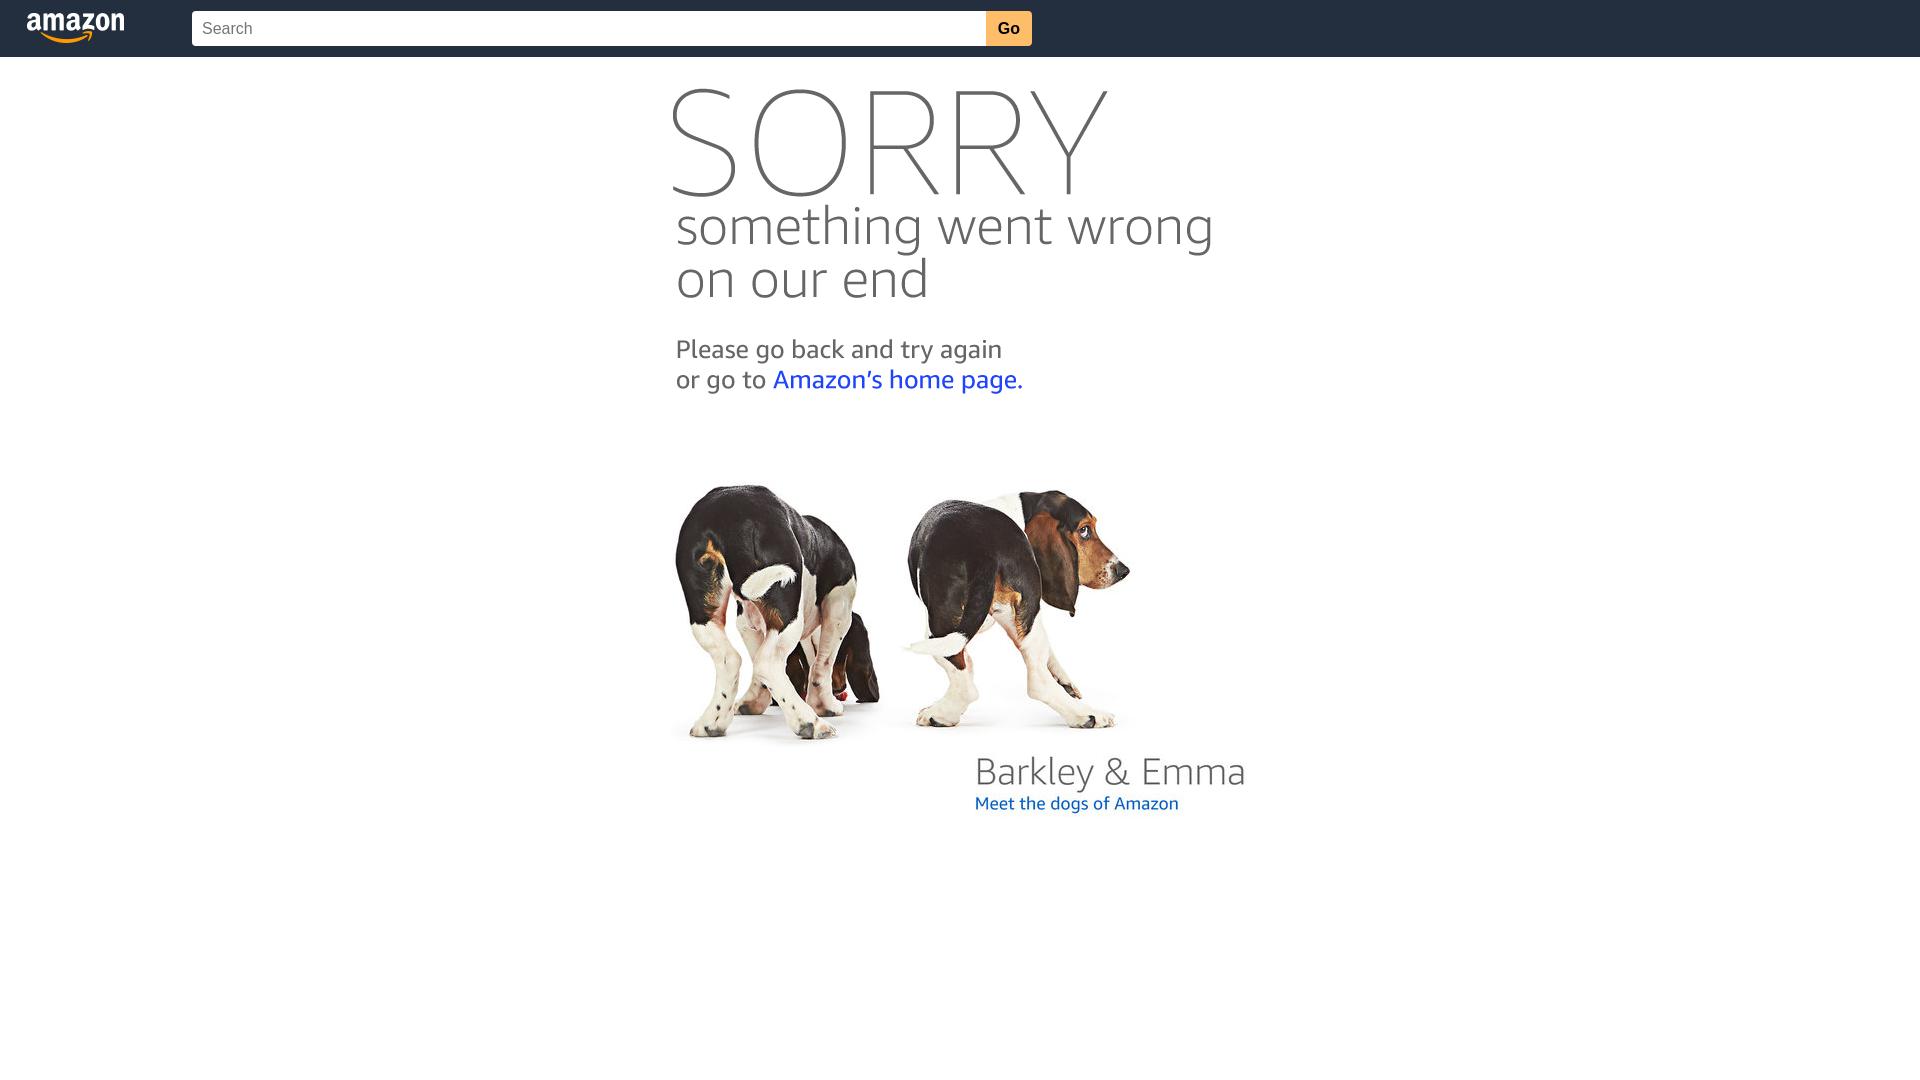 amazon
Search
Go
SORRY
something went wrong
on our end
Please go back and try again
or go to Amazon's home page.
Barkley & Emma
Meet the dogs of Amazon